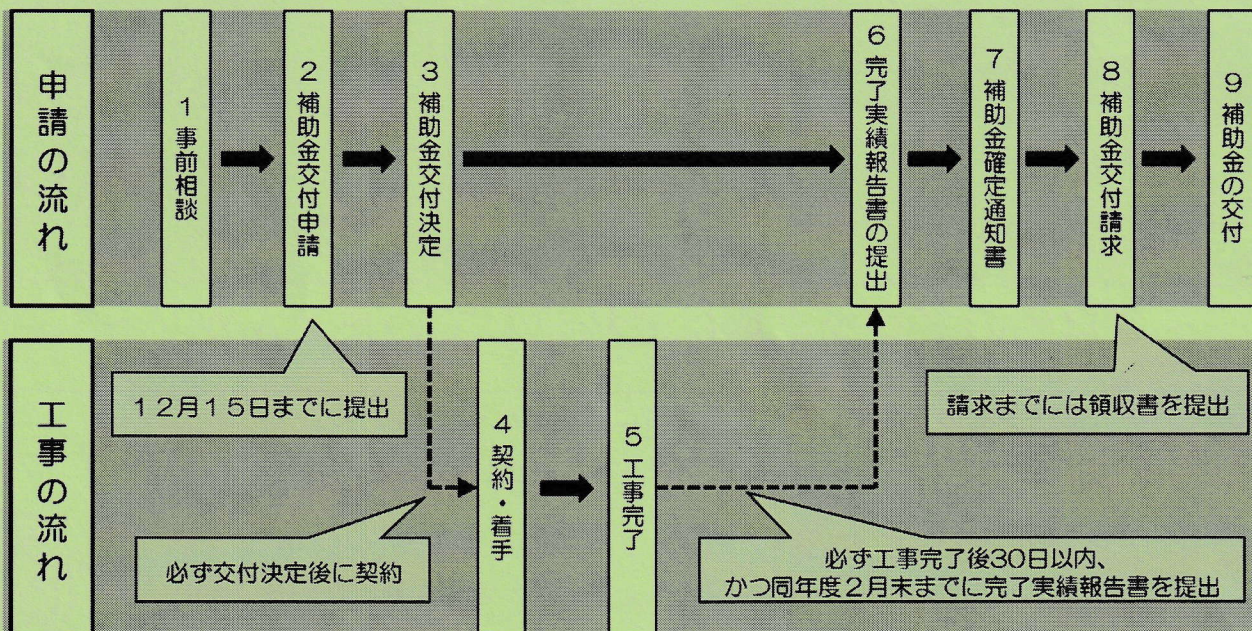 申請の流れ
1 事前相談
2 補助金交付申請
3 補助金交付決定
6 完了実績報告書の提出
7 補助金確定通知書
8 補助金交付請求
9 補助金の交付
12月15日までに提出
請求までには領収書を提出
工事の流れ
4 契約・着手
5 工事完了
必ず交付決定後に契約
必ず工事完了後30日以内、
かつ同年度2月末までに完了実績報告書を提出